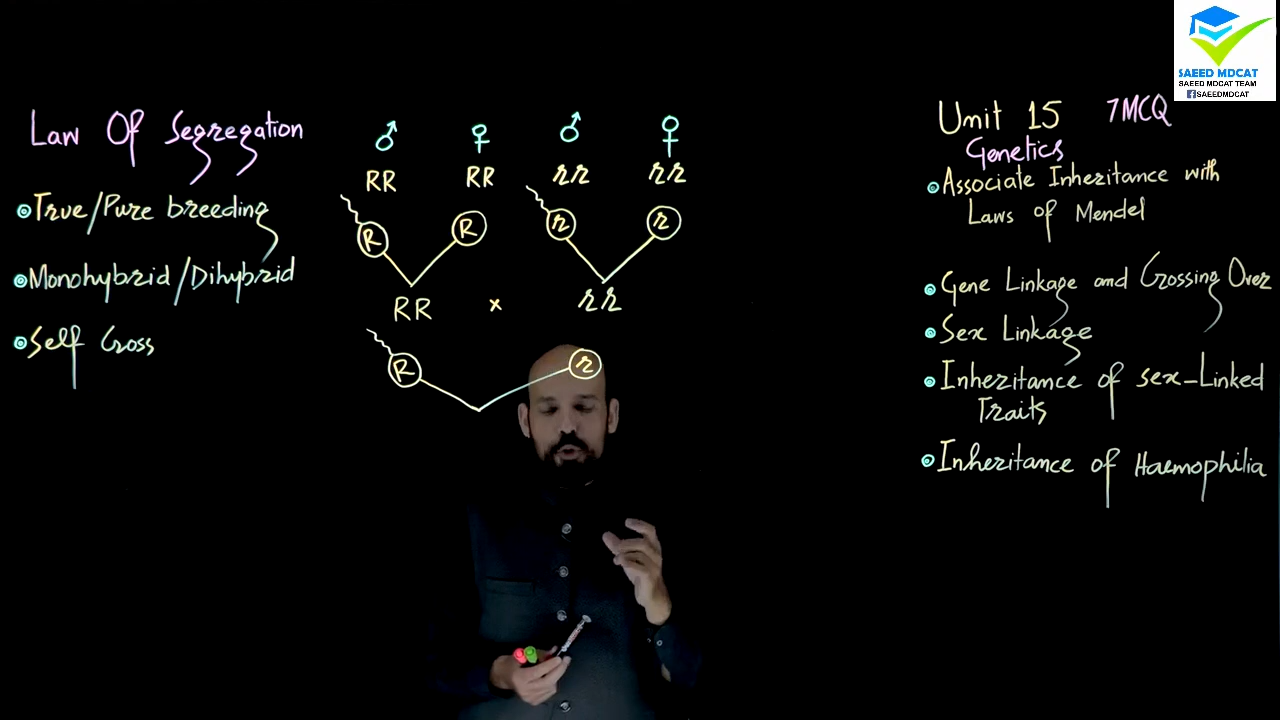 SAEED MDCAT
SAEED MDCAT TEAM
SAEEDMDCAT
Law Of Segregation
True/Pure breeding
Monohybrid/Dihybrid
Self Cross
♂ ♀ ♂ ♀
RR RR rr rr
R R r r
RR × rr
R r
Unit 15 7MCQ
Genetics
Associate Inheritance with
Laws of Mendel
Gene Linkage and Crossing Over
Sex Linkage
Inheritance of sex-Linked
Traits
Inheritance of Haemophilia